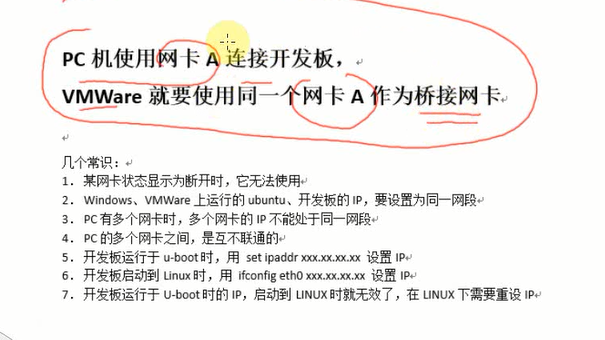 PC 机使用网卡 A 连接开发板，
VMWare 就要使用同一个网卡 A 作为桥接网卡
几个常识：
1. 某网卡状态显示为断开时，它无法使用
2. Windows、VMWare 上运行的 ubuntu、开发板的 IP，要设置为同一网段
3. PC 有多个网卡时，多个网卡的 IP 不能处于同一网段
4. PC 的多个网卡之间，是互不联通的
5. 开发板运行于 u-boot 时，用 set ipaddr xxx.xx.xx.xx 设置 IP
6. 开发板启动到 Linux 时，用 ifconfig eth0 xxx.xx.xx.xx 设置 IP
7. 开发板运行于 U-boot 时的 IP，启动到 LINUX 时就无效了，在 LINUX 下需要重设 IP